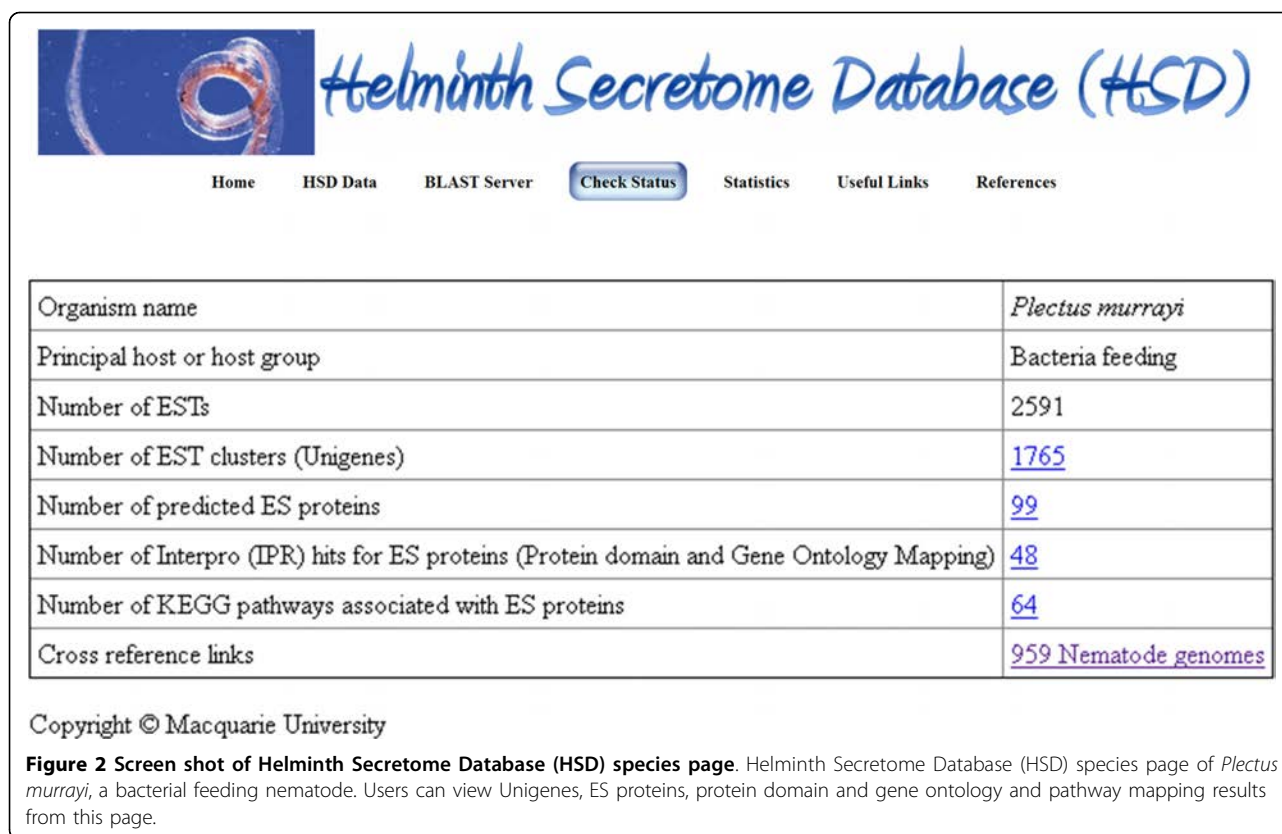 Helminth Secretome Database (HSD)
Home HSD Data BLAST Server Check Status Statistics Useful Links References
Organism name Plectus murrayi
Principal host or host group Bacteria feeding
Number of ESTs 2591
Number of EST clusters (Unigenes) 1765
Number of predicted ES proteins 99
Number of Interpro (IPR) hits for ES proteins (Protein domain and Gene Ontology Mapping) 48
Number of KEGG pathways associated with ES proteins 64
Cross reference links 959 Nematode genomes
Copyright © Macquarie University
Figure 2 Screen shot of Helminth Secretome Database (HSD) species page. Helminth Secretome Database (HSD) species page of Plectus
murrayi, a bacterial feeding nematode. Users can view Unigenes, ES proteins, protein domain and gene ontology and pathway mapping results
from this page.